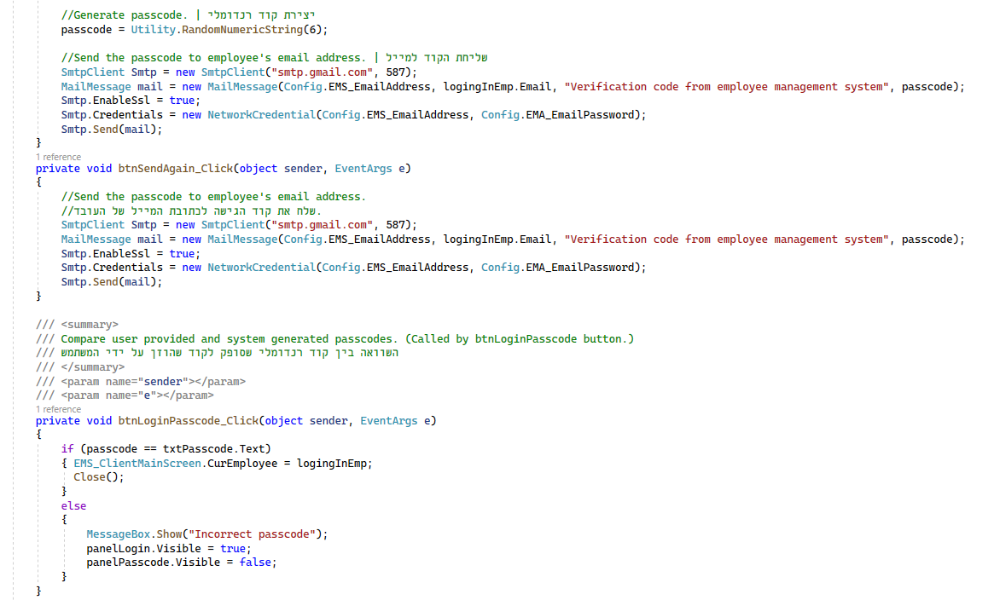 //Generate passcode. | יצירת קוד רנדומלי
passcode = Utility.RandomNumericString(6);
//Send the passcode to employee's email address. | שליחת הקוד למייל
SmtpClient Smtp = new SmtpClient("smtp.gmail.com", 587);
MailMessage mail = new MailMessage(Config.EMS_EmailAddress, logingInEmp.Email, "Verification code from employee management system", passcode);
Smtp.EnableSsl = true;
Smtp.Credentials = new NetworkCredential(Config.EMS_EmailAddress, Config.EMA_EmailPassword);
Smtp.Send(mail);
}
1 reference
private void btnSendAgain_Click(object sender, EventArgs e)
{
//Send the passcode to employee's email address.
//שלח את קוד הגישה לכתובת המייל של העובד.
SmtpClient Smtp = new SmtpClient("smtp.gmail.com", 587);
MailMessage mail = new MailMessage(Config.EMS_EmailAddress, logingInEmp.Email, "Verification code from employee management system", passcode);
Smtp.EnableSsl = true;
Smtp.Credentials = new NetworkCredential(Config.EMS_EmailAddress, Config.EMA_EmailPassword);
Smtp.Send(mail);
}
/// <summary>
/// Compare user provided and system generated passcodes. (Called by btnLoginPasscode button.)
/// השוואה בין קוד רנדומלי שסופק לקוד שהוזן על ידי המשתמש
/// </summary>
/// <param name="sender"></param>
/// <param name="e"></param>
1 reference
private void btnLoginPasscode_Click(object sender, EventArgs e)
{
if (passcode == txtPasscode.Text)
{ EMS_ClientMainScreen.CurEmployee = logingInEmp;
Close();
}
else
{
MessageBox.Show("Incorrect passcode");
panelLogin.Visible = true;
panelPasscode.Visible = false;
}
}